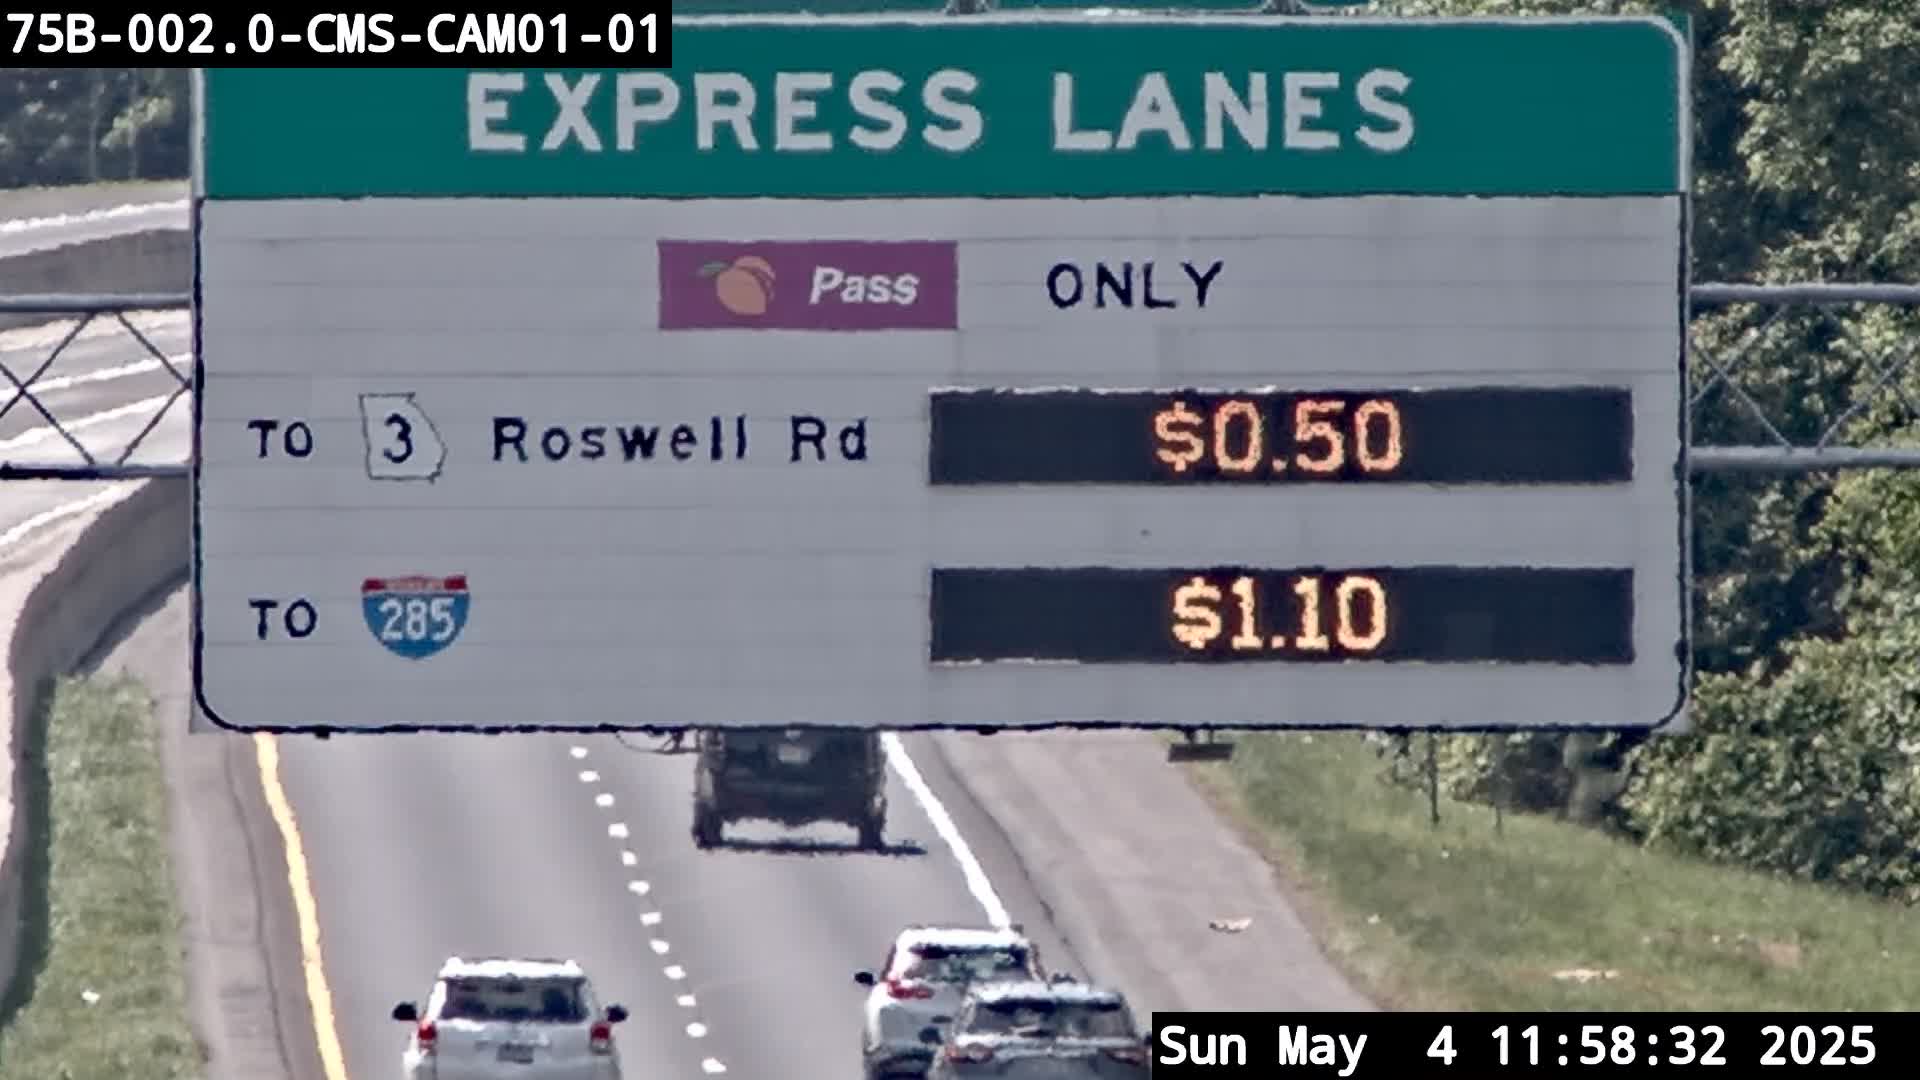 75B-002.0-CMS-CAM01-01
EXPRESS LANES
Pass ONLY
TO 3 Roswell Rd $0.50
TO 285 $1.10
Sun May 4 11:58:32 2025